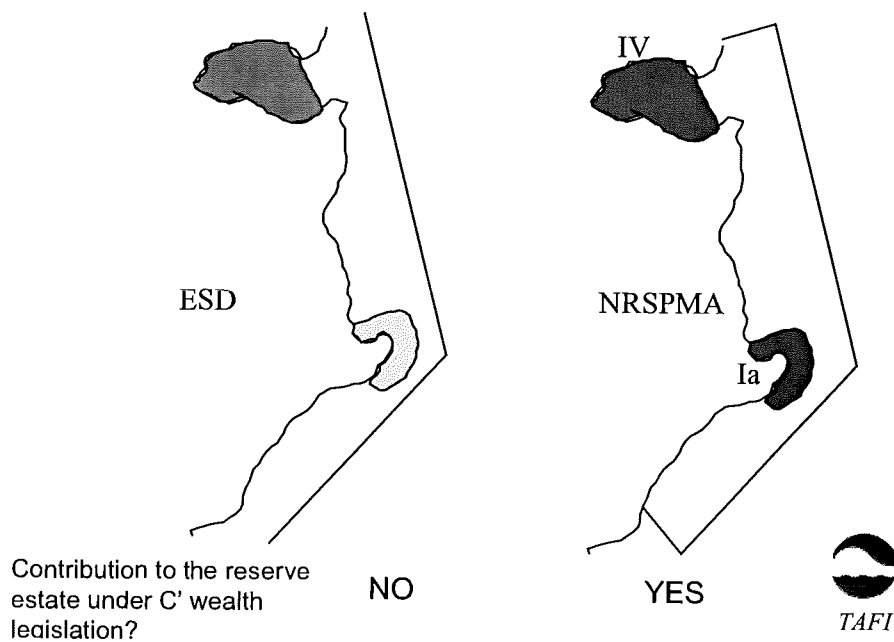 IV
ESD
NRSPMA
Ia
Contribution to the reserve
estate under C' wealth
legislation?
NO
YES
TAFI